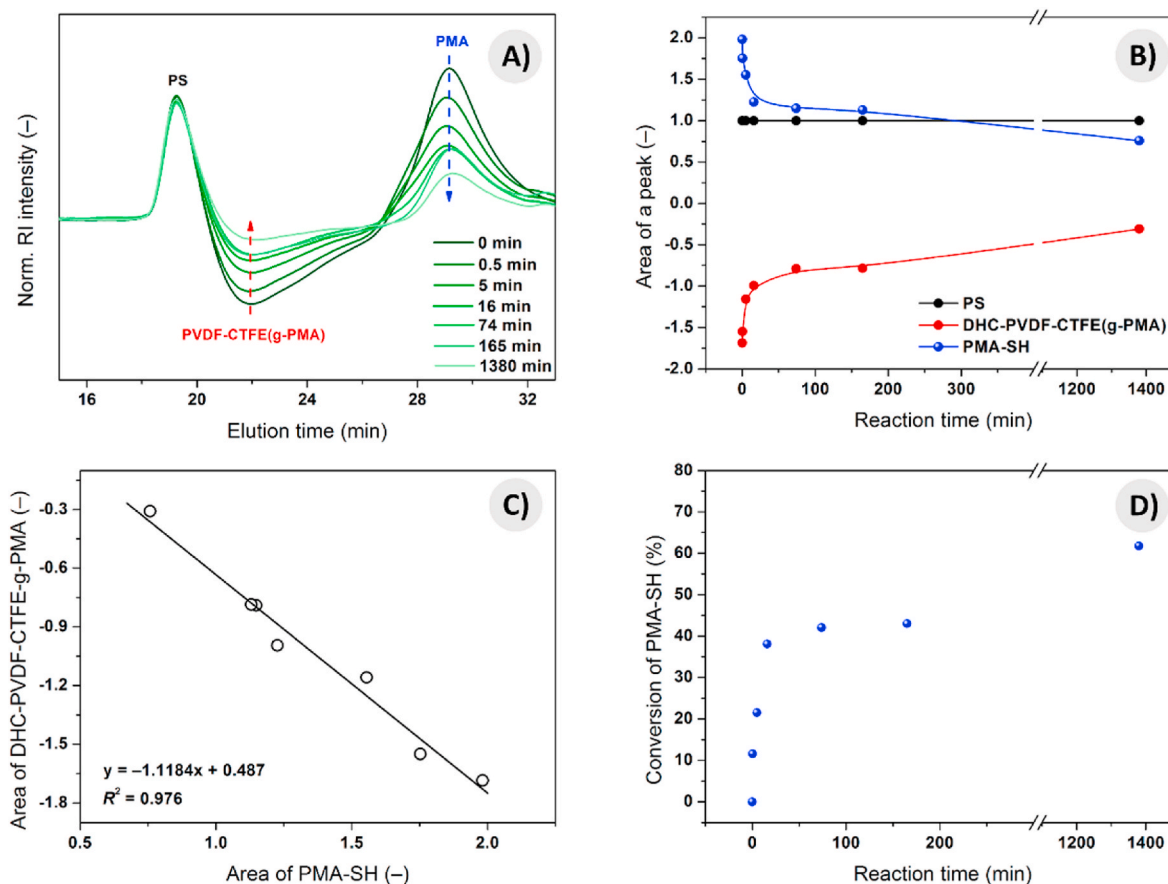 A)
PS
PMA
PVDF-CTFE(g-PMA)
0 min
0.5 min
5 min
16 min
74 min
165 min
1380 min
Norm. RI intensity (–)
16 20 24 28 32
Elution time (min)
B)
2.0
1.5
1.0
0.5
0.0
-0.5
-1.0
-1.5
-2.0
Area of a peak (–)
PS
DHC-PVDF-CTFE(g-PMA)
PMA-SH
0 100 200 300 1200 1400
Reaction time (min)
C)
-0.3
-0.6
-0.9
-1.2
-1.5
-1.8
Area of DHC-PVDF-CTFE-g-PMA (–)
y = –1.1184x + 0.487
R² = 0.976
0.5 1.0 1.5 2.0
Area of PMA-SH (–)
D)
80
70
60
50
40
30
20
10
0
Conversion of PMA-SH (%)
0 100 200 1200 1400
Reaction time (min)